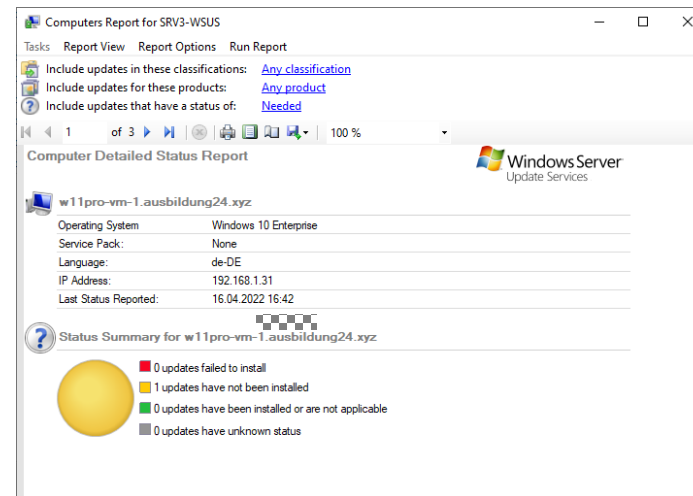 Computers Report for SRV3-WSUS
Tasks Report View Report Options Run Report
Include updates in these classifications: Any classification
Include updates for these products: Any product
Include updates that have a status of: Needed
1 of 3 100 %
Computer Detailed Status Report
Windows Server
Update Services
w11pro-vm-1.ausbildung24.xyz
Operating System Windows 10 Enterprise
Service Pack: None
Language: de-DE
IP Address: 192.168.1.31
Last Status Reported: 16.04.2022 16:42
Status Summary for w11pro-vm-1.ausbildung24.xyz
0 updates failed to install
1 updates have not been installed
0 updates have been installed or are not applicable
0 updates have unknown status